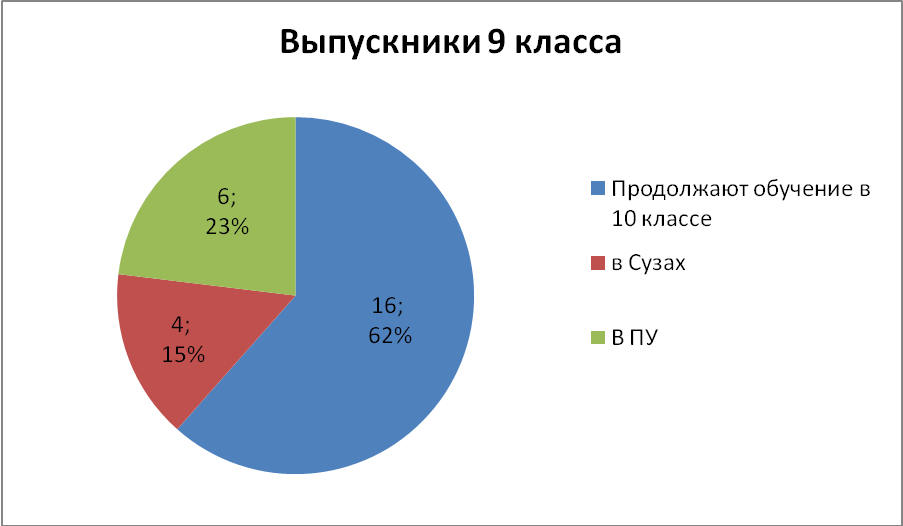 Выпускники 9 класса
6;
23%
16;
62%
4;
15%
Продолжают обучение в
10 классе
в Сузах
В ПУ